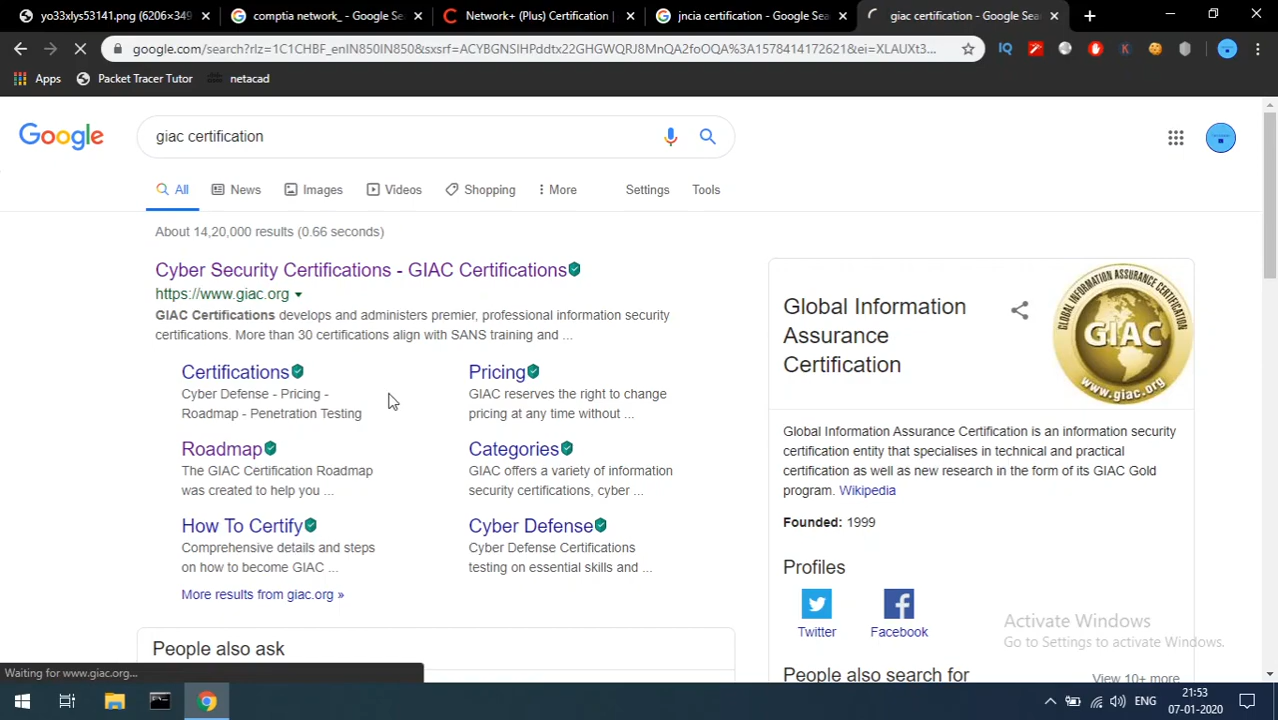 yo33xlys53141.png (6206×349
comptia network_ - Google Se
Network+ (Plus) Certification |
jncia certification - Google Sear
giac certification - Google Search
google.com/search?rlz=1C1CHBF_enIN850IN850&sxsrf=ACYBGNSIHPddtx22GHGWQRJ8MnQA2foOQA%3A1578414172621&ei=XLAUXt3...
Apps
Packet Tracer Tutor
netacad
Google
giac certification
All
News
Images
Videos
Shopping
More
Settings
Tools
About 14,20,000 results (0.66 seconds)
Cyber Security Certifications - GIAC Certifications
https://www.giac.org
GIAC Certifications develops and administers premier, professional information security
certifications. More than 30 certifications align with SANS training and ...
Certifications
Cyber Defense - Pricing -
Roadmap - Penetration Testing
Pricing
GIAC reserves the right to change
pricing at any time without ...
Roadmap
The GIAC Certification Roadmap
was created to help you ...
Categories
GIAC offers a variety of information
security certifications, cyber ...
How To Certify
Comprehensive details and steps
on how to become GIAC ...
Cyber Defense
Cyber Defense Certifications
testing on essential skills and ...
More results from giac.org »
People also ask
Global Information
Assurance
Certification
GLOBAL INFORMATION ASSURANCE CERTIFICATION
GIAC
www.giac.org
Global Information Assurance Certification is an information security
certification entity that specialises in technical and practical
certification as well as new research in the form of its GIAC Gold
program. Wikipedia
Founded: 1999
Profiles
Twitter
Facebook
People also search for
View 10+ more
Activate Windows
Go to Settings to activate Windows.
Waiting for www.giac.org...
ENG
21:53
07-01-2020